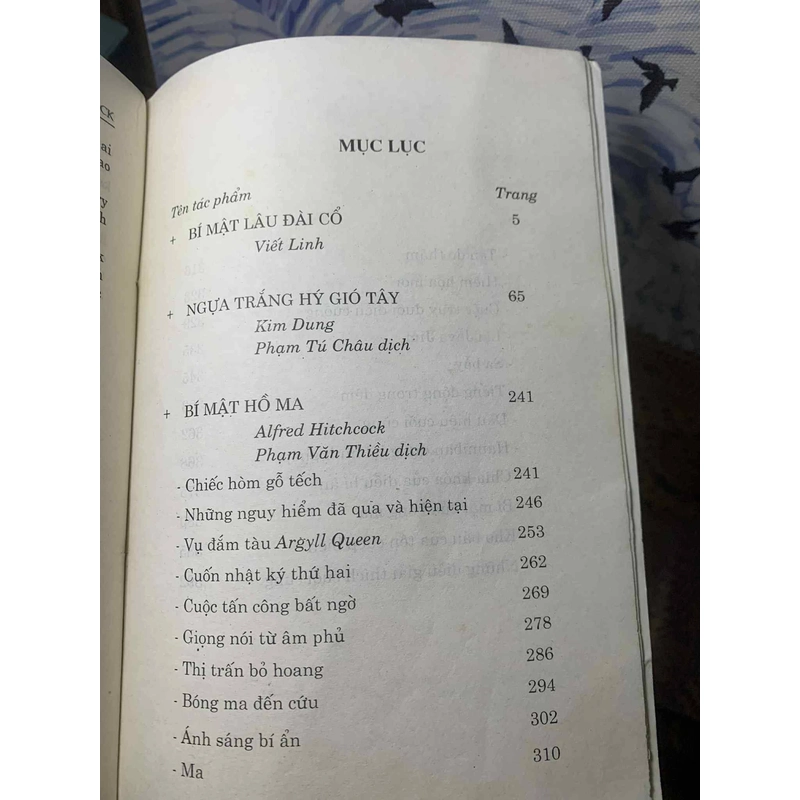 CK
ai
ao
ry
h
MỤC LỤC
Tên tác phẩm Trang
+ BÍ MẬT LÂU ĐÀI CỔ 5
Viết Linh
+ NGỰA TRẮNG HÝ GIÓ TÂY 65
Kim Dung
Phạm Tú Châu dịch
+ BÍ MẬT HỒ MA 241
Alfred Hitchcock
Phạm Văn Thiều dịch
- Chiếc hòm gỗ tếch 241
- Những nguy hiểm đã qua và hiện tại 246
- Vụ đắm tàu Argyll Queen 253
- Cuốn nhật ký thứ hai 262
- Cuộc tấn công bất ngờ 269
- Giọng nói từ âm phủ 278
- Thị trấn bỏ hoang 286
- Bóng ma đến cứu 294
- Ánh sáng bí ẩn 302
- Ma 310